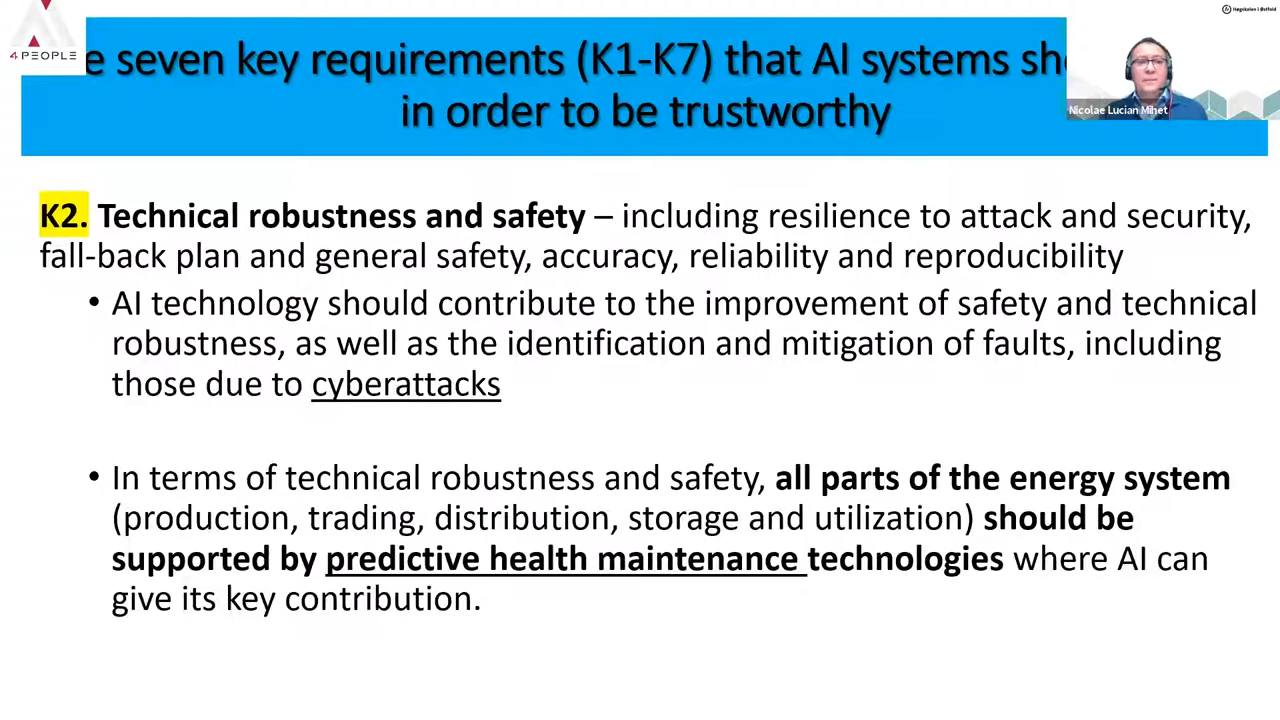 Høgskolen i Østfold
4PEOPLE
e seven key requirements (K1-K7) that AI systems sh
in order to be trustworthy
Nicolae Lucian Mihet
K2. Technical robustness and safety – including resilience to attack and security,
fall-back plan and general safety, accuracy, reliability and reproducibility
• AI technology should contribute to the improvement of safety and technical
robustness, as well as the identification and mitigation of faults, including
those due to cyberattacks
• In terms of technical robustness and safety, all parts of the energy system
(production, trading, distribution, storage and utilization) should be
supported by predictive health maintenance technologies where AI can
give its key contribution.